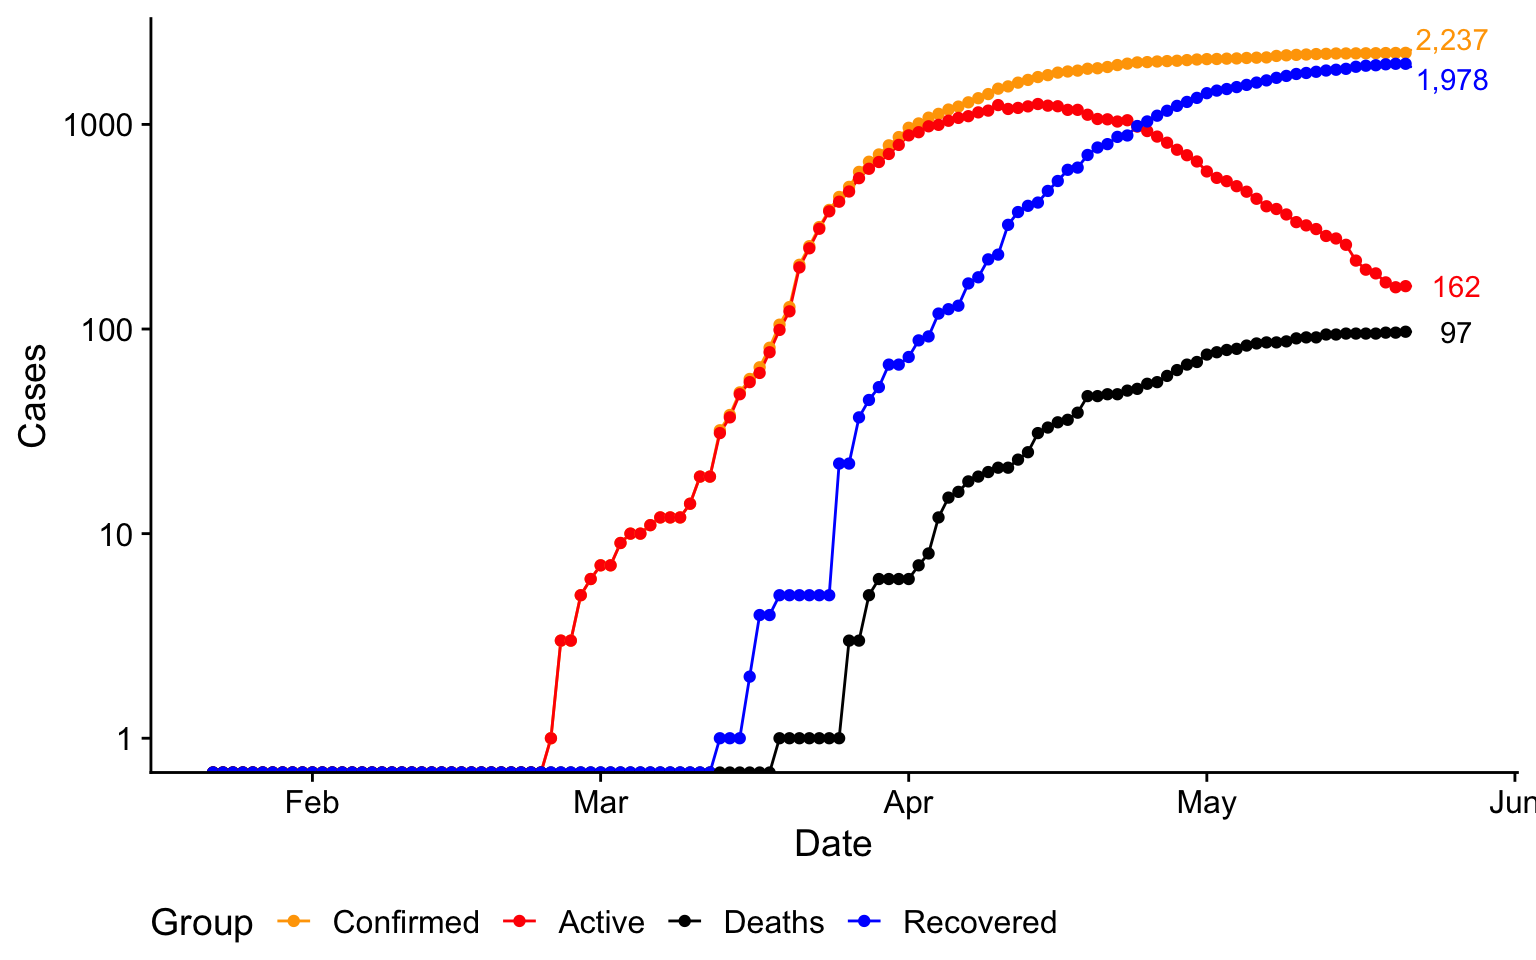 2,237
1,978
1000
162
100
97
Cases
10
1
Feb Mar Apr May Jun
Date
Group Confirmed Active Deaths Recovered